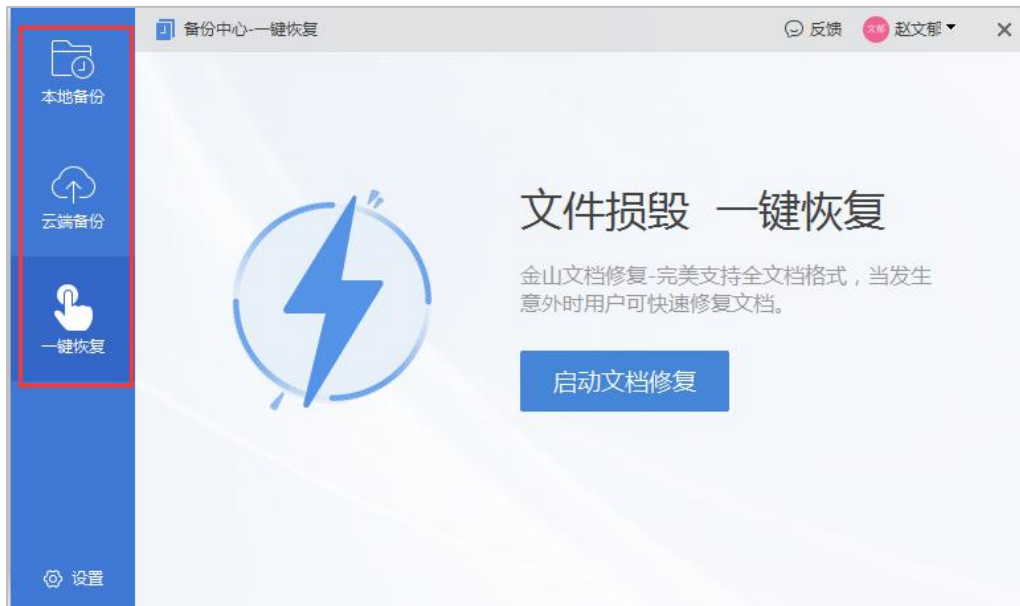 备份中心-一键恢复
反馈
文郁
赵文郁
本地备份
云端备份
一键恢复
文件损毁 一键恢复
金山文档修复-完美支持全文档格式，当发生
意外时用户可快速修复文档。
启动文档修复
设置